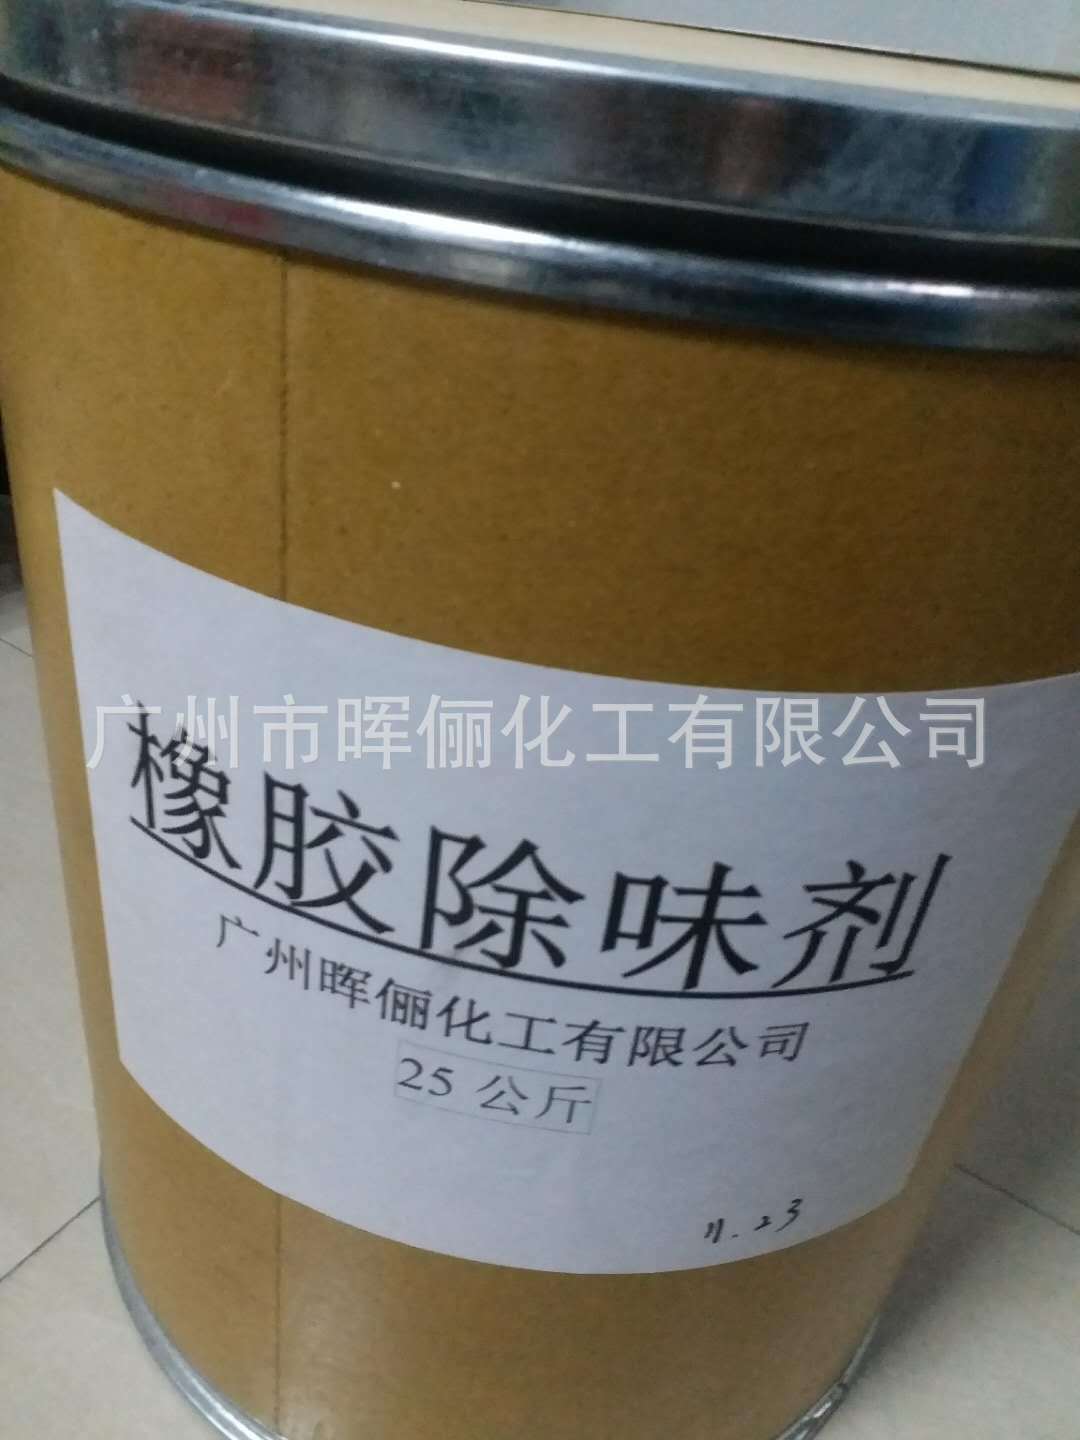 广州市晖俪化工有限公司
橡胶除味剂
广州晖俪化工有限公司
25 公斤
11.23